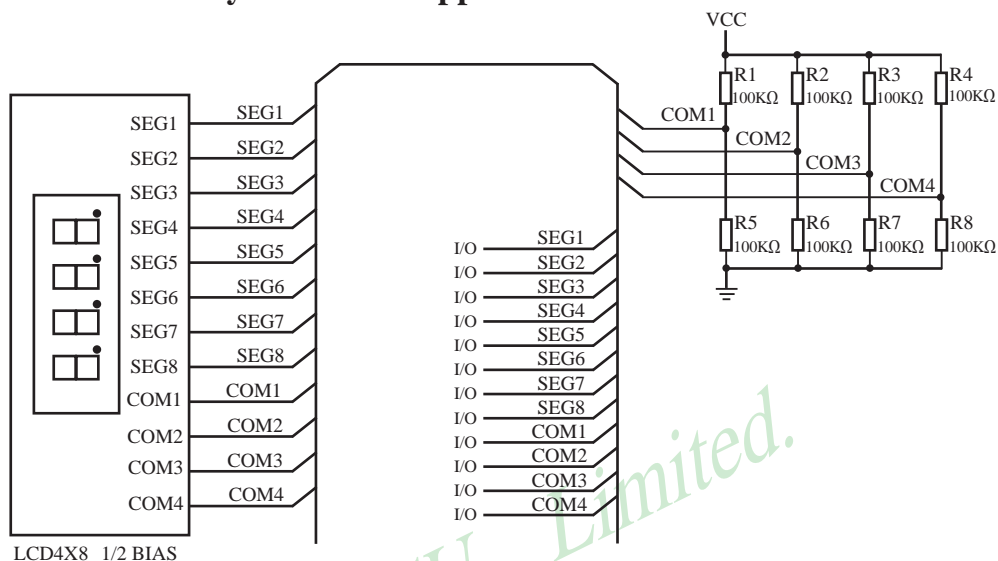 VCC
R1
100KΩ
R2
100KΩ
R3
100KΩ
R4
100KΩ
COM1
COM2
COM3
COM4
R5
100KΩ
R6
100KΩ
R7
100KΩ
R8
100KΩ
SEG1 SEG1
SEG2 SEG2
SEG3 SEG3
SEG4 SEG4
SEG5 SEG5
SEG6 SEG6
SEG7 SEG7
SEG8 SEG8
COM1 COM1
COM2 COM2
COM3 COM3
COM4 COM4
LCD4X8 1/2 BIAS
I/O SEG1
I/O SEG2
I/O SEG3
I/O SEG4
I/O SEG5
I/O SEG6
I/O SEG7
I/O SEG8
I/O COM1
I/O COM2
I/O COM3
I/O COM4
Limited.